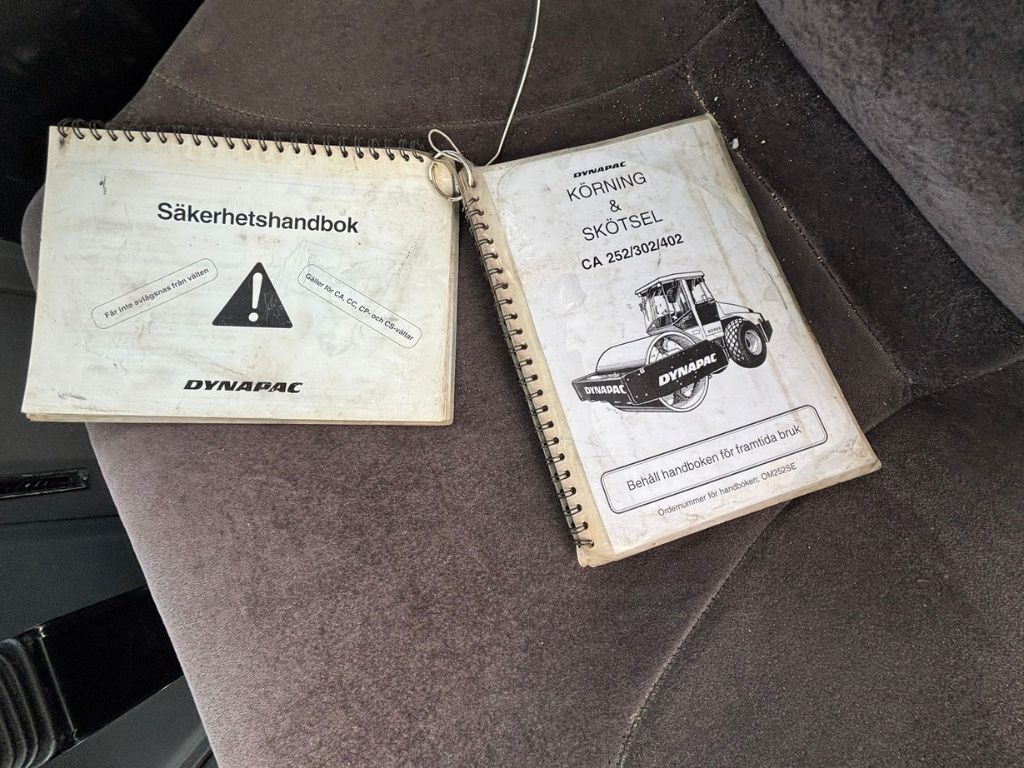 Säkerhetshandbok
Får inte avlägsnas från välten
Gäller för CA, CC, CP- och CS-vältar
DYNAPAC
DYNAPAC
KÖRNING
&
SKÖTSEL
CA 252/302/402
DYNAPAC
DYNAPAC
Behåll handboken för framtida bruk
Ordernummer för handboken: OM252SE